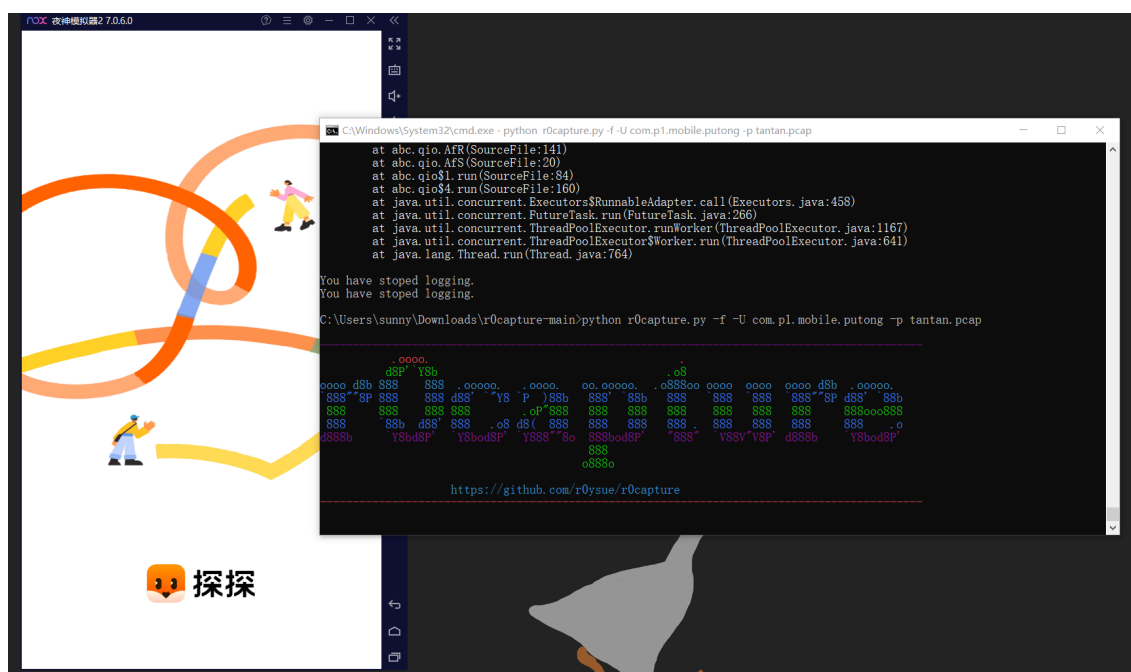 nox 夜神模拟器2 7.0.6.0
C:\Windows\System32\cmd.exe - python r0capture.py -f -U com.p1.mobile.putong -p tantan.pcap
at abc.qio.AfR(SourceFile:141)
at abc.qio.AfS(SourceFile:20)
at abc.qio$1.run(SourceFile:84)
at abc.qio$4.run(SourceFile:160)
at java.util.concurrent.Executors$RunnableAdapter.call(Executors.java:458)
at java.util.concurrent.FutureTask.run(FutureTask.java:266)
at java.util.concurrent.ThreadPoolExecutor.runWorker(ThreadPoolExecutor.java:1167)
at java.util.concurrent.ThreadPoolExecutor$Worker.run(ThreadPoolExecutor.java:641)
at java.lang.Thread.run(Thread.java:764)
You have stoped logging.
You have stoped logging.
C:\Users\sunny\Downloads\r0capture-main>python r0capture.py -f -U com.p1.mobile.putong -p tantan.pcap
r0capture
https://github.com/r0ysue/r0capture
探探